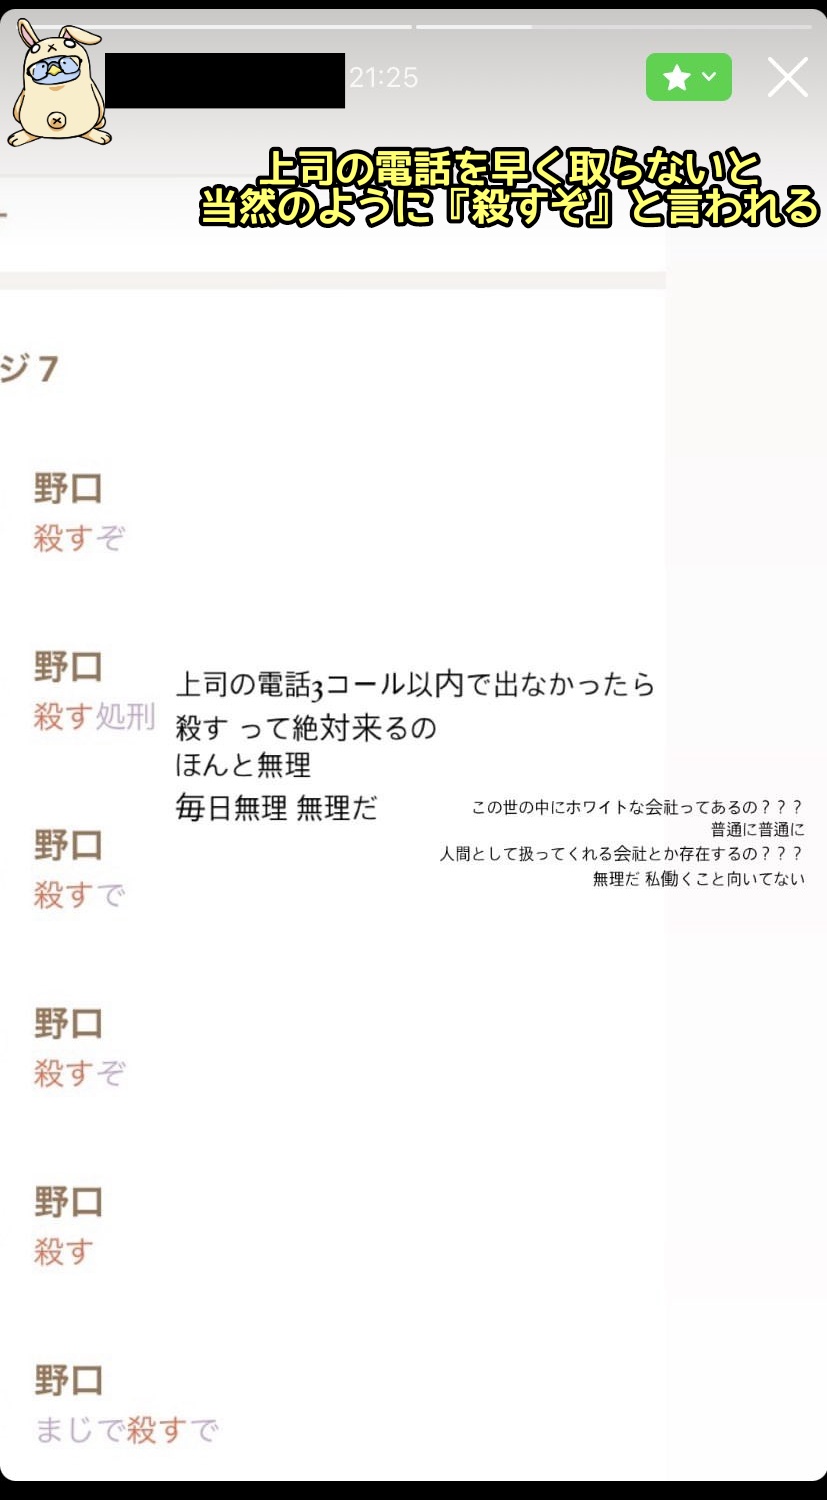 21:25
上司の電話を早く取らないと
当然のように『殺すぞ』と言われる
ジ 7
野口
殺すぞ
野口
殺す処刑
上司の電話3コール以内で出なかったら
殺す って絶対来るの
ほんと無理
毎日無理 無理だ
この世の中にホワイトな会社ってあるの？？？
普通に普通に
人間として扱ってくれる会社とか存在するの？？？
無理だ 私働くこと向いてない
野口
殺すで
野口
殺すぞ
野口
殺す
野口
まじで殺すで